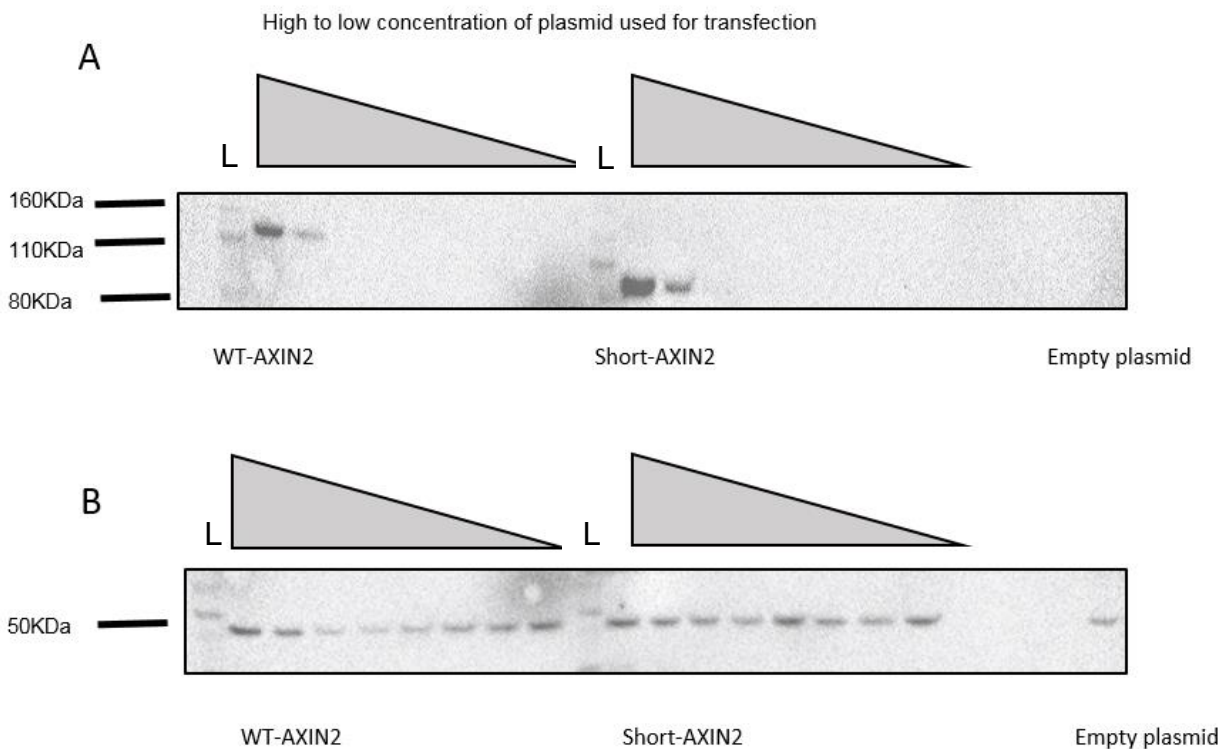 High to low concentration of plasmid used for transfection
A
L
L
160KDa
110KDa
80KDa
WT-AXIN2
Short-AXIN2
Empty plasmid
B
L
L
50KDa
WT-AXIN2
Short-AXIN2
Empty plasmid